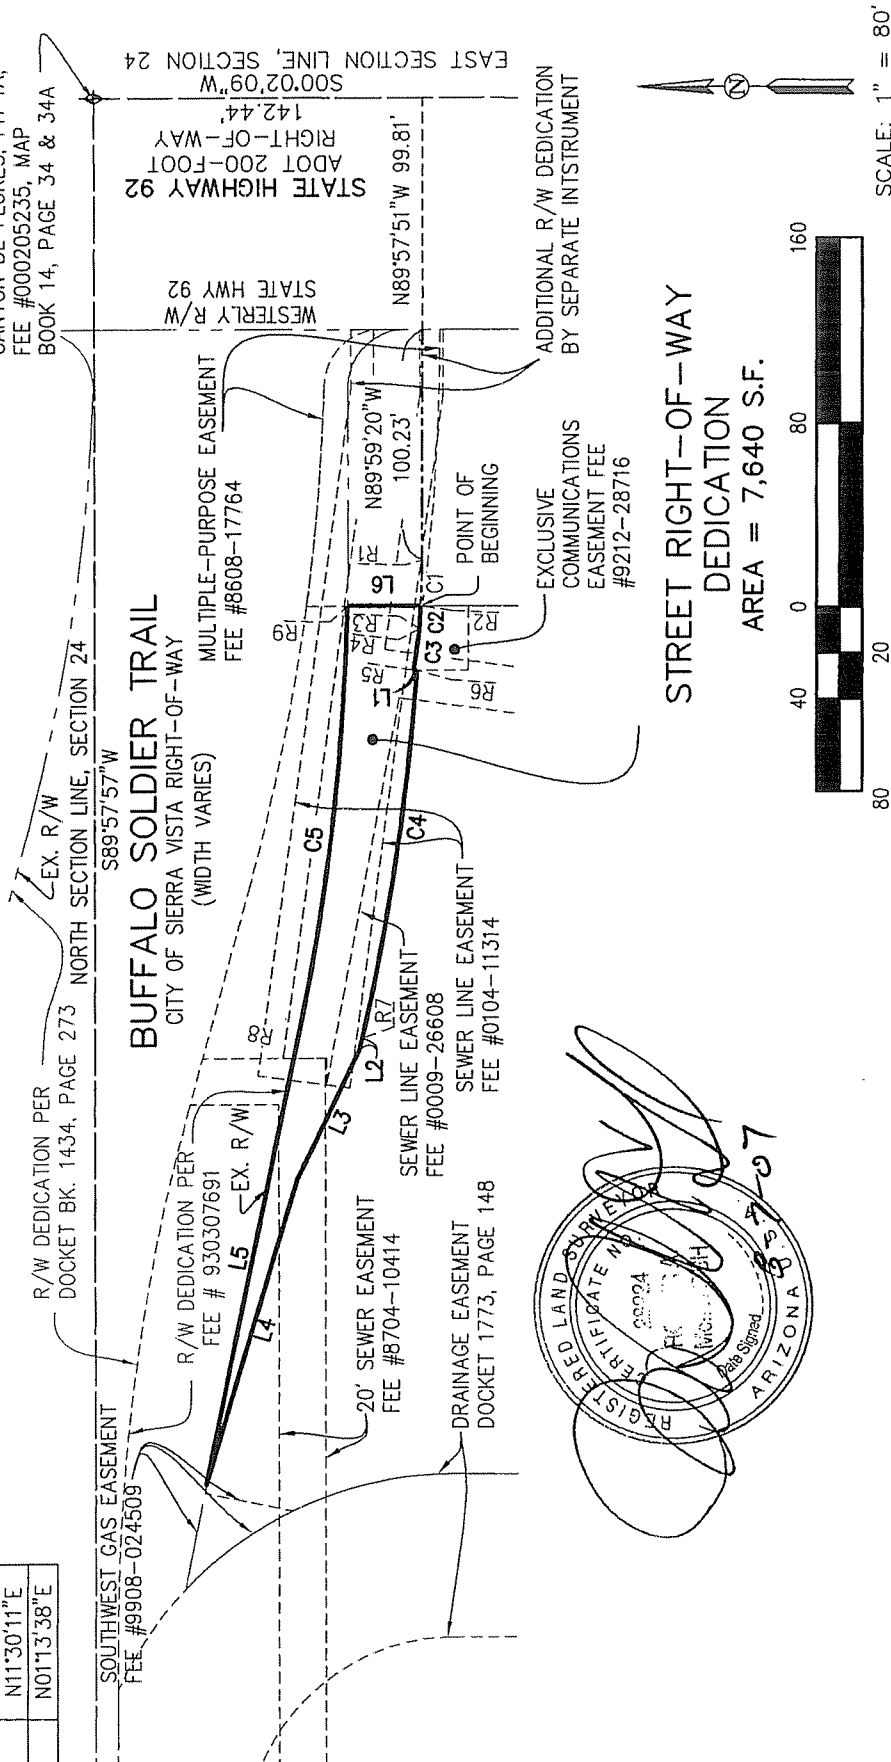 N11°30'11"E
N01°13'38"E
FEE #000205235, MAP
BOOK 14, PAGE 34 & 34A
R/W DEDICATION PER
DOCKET BK. 1434, PAGE 273
EX. R/W
NORTH SECTION LINE, SECTION 24
S89°57'57"W
EAST SECTION LINE, SECTION 24
S00°02'09"W
142.44'
STATE HIGHWAY 92
ADOT 200-FOOT
RIGHT-OF-WAY
BUFFALO SOLDIER TRAIL
CITY OF SIERRA VISTA RIGHT-OF-WAY
(WIDTH VARIES)
WESTERLY R/W
STATE HWY 92
SOUTHWEST GAS EASEMENT
FEE #9908-024509
R/W DEDICATION PER
FEE # 930307691
EX. R/W
MULTIPLE-PURPOSE EASEMENT
FEE #8608-17764
N89°57'51"W 99.81'
N89°59'20"W
100.23'
L5
L4
L3
L2
L1
L6
C5
C4
C3
C2
C1
R1
R2
R3
R4
R5
R6
R7
R8
R9
POINT OF
BEGINNING
ADDITIONAL R/W DEDICATION
BY SEPARATE INTSTRUMENT
EXCLUSIVE
COMMUNICATIONS
EASEMENT FEE
#9212-28716
20' SEWER EASEMENT
FEE #8704-10414
SEWER LINE EASEMENT
FEE #0009-26608
SEWER LINE EASEMENT
FEE #0104-11314
DRAINAGE EASEMENT
DOCKET 1773, PAGE 148
STREET RIGHT-OF-WAY
DEDICATION
AREA = 7,640 S.F.
REGISTERED LAND SURVEYOR
CERTIFICATE NO.
Date Signed
ARIZONA U.S.A.
N
80
40
20
0
80
160
SCALE: 1" = 80'